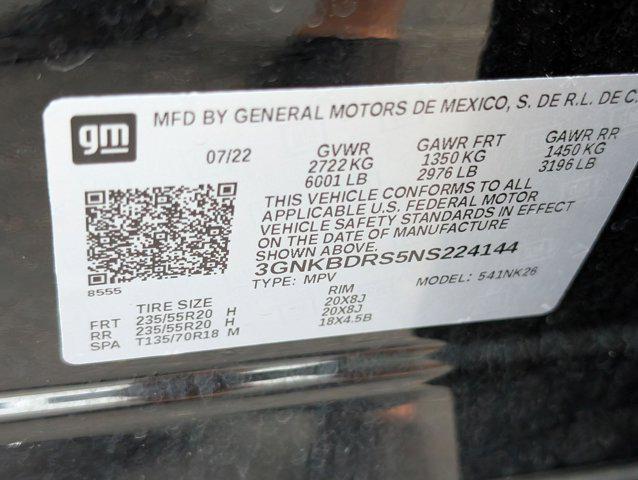 gm
MFD BY GENERAL MOTORS DE MEXICO, S. DE R.L. DE C.
07/22
GVWR GAWR FRT GAWR RR
2722 KG 1350 KG 1450 KG
6001 LB 2976 LB 3196 LB
THIS VEHICLE CONFORMS TO ALL
APPLICABLE U.S. FEDERAL MOTOR
VEHICLE SAFETY STANDARDS IN EFFECT
ON THE DATE OF MANUFACTURE
SHOWN ABOVE.
3GNKBDRS5NS224144
TYPE: MPV MODEL: 541NK26
8555
TIRE SIZE RIM
FRT 235/55R20 H 20X8J
RR 235/55R20 H 20X8J
SPA T135/70R18 M 18X4.5B